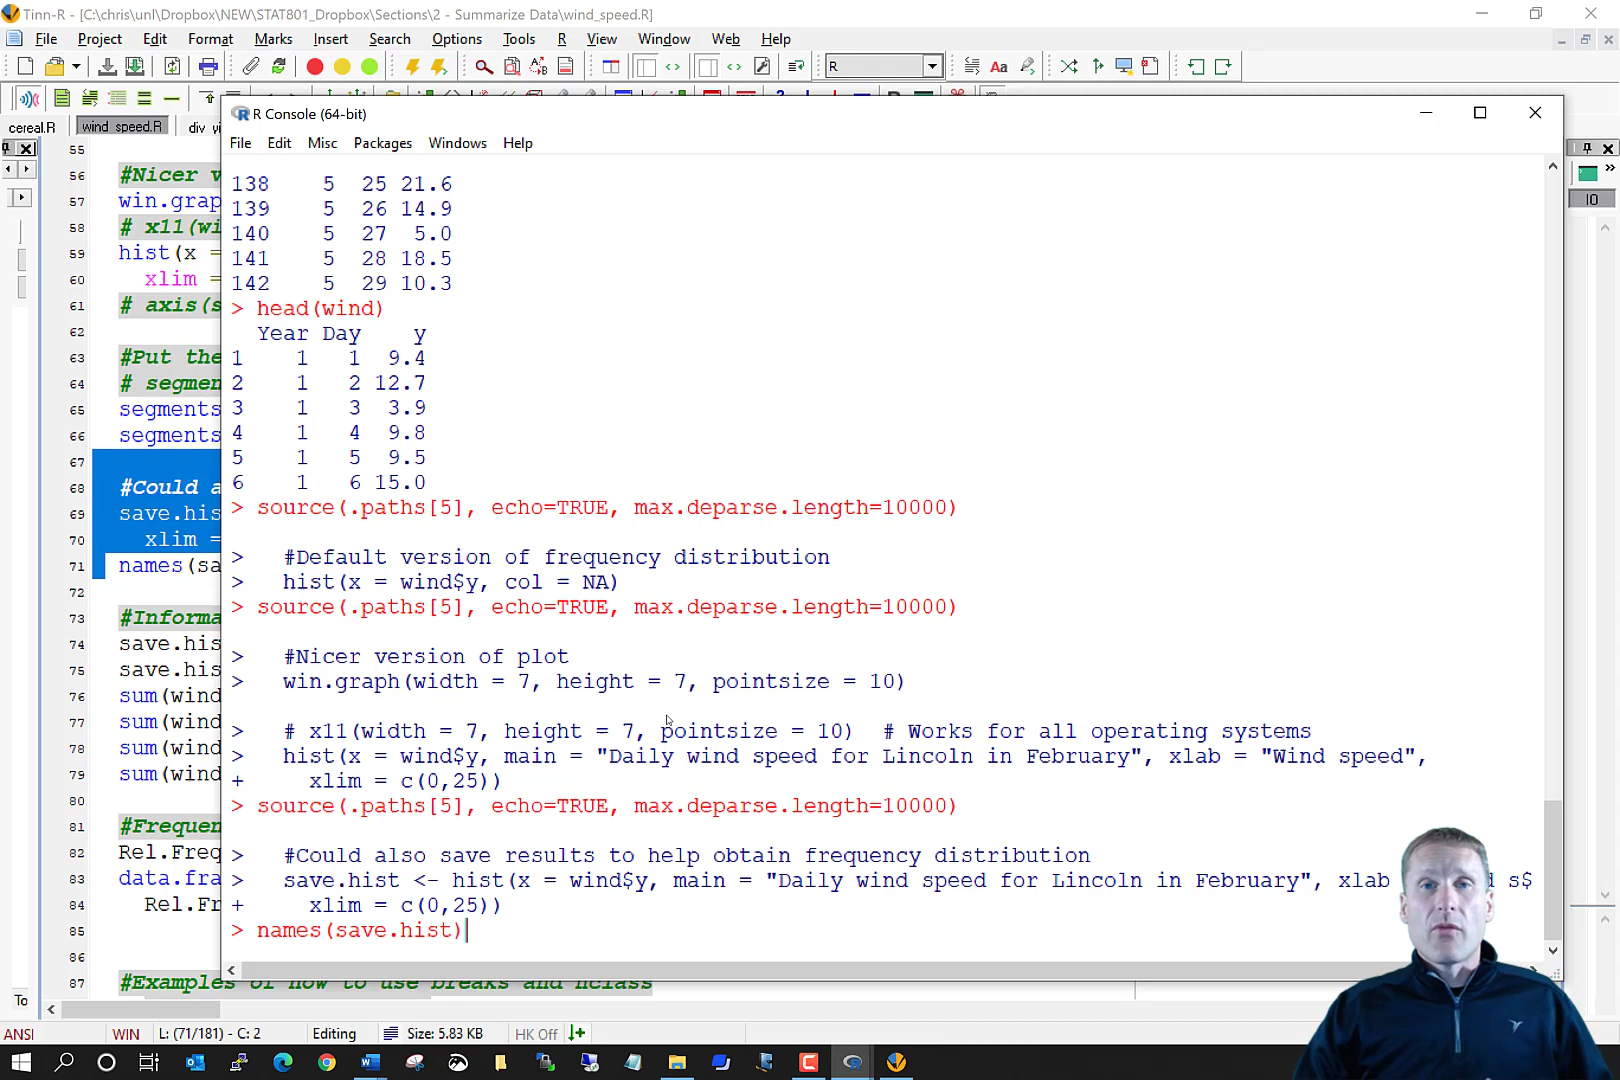 Tinn-R - [C:\chris\unl\Dropbox\NEW\STAT801_Dropbox\Sections\2 - Summarize Data\wind_speed.R]
File Project Edit Format Marks Insert Search Options Tools R View Window Web Help
R
cereal.R wind_speed.R div
R Console (64-bit)
File Edit Misc Packages Windows Help
138 5 25 21.6
139 5 26 14.9
140 5 27 5.0
141 5 28 18.5
142 5 29 10.3
> head(wind)
Year Day y
1 1 1 9.4
2 1 2 12.7
3 1 3 3.9
4 1 4 9.8
5 1 5 9.5
6 1 6 15.0
> source(.paths[5], echo=TRUE, max.deparse.length=10000)
> #Default version of frequency distribution
> hist(x = wind$y, col = NA)
> source(.paths[5], echo=TRUE, max.deparse.length=10000)
> #Nicer version of plot
> win.graph(width = 7, height = 7, pointsize = 10)
> # x11(width = 7, height = 7, pointsize = 10) # Works for all operating systems
> hist(x = wind$y, main = "Daily wind speed for Lincoln in February", xlab = "Wind speed",
+ xlim = c(0,25))
> source(.paths[5], echo=TRUE, max.deparse.length=10000)
> #Could also save results to help obtain frequency distribution
> save.hist <- hist(x = wind$y, main = "Daily wind speed for Lincoln in February", xlab d s$
+ xlim = c(0,25))
> names(save.hist)
55
56 #Nicer v
57 win.grap
58 # x11(wi
59 hist(x =
60 xlim =
61 # axis(s
62
63 #Put the
64 # segmen
65 segments
66 segments
67
68 #Could a
69 save.his
70 xlim =
71 names(sa
72
73 #Informa
74 save.his
75 save.his
76 sum(wind
77 sum(wind
78 sum(wind
79 sum(wind
80
81 #Frequen
82 Rel.Freq
83 data.fra
84 Rel.Fr
85
86
87 #Examples of how to use breaks and nclass
To
IO
ANSI WIN L: (71/181) - C: 2 Editing Size: 5.83 KB HK Off